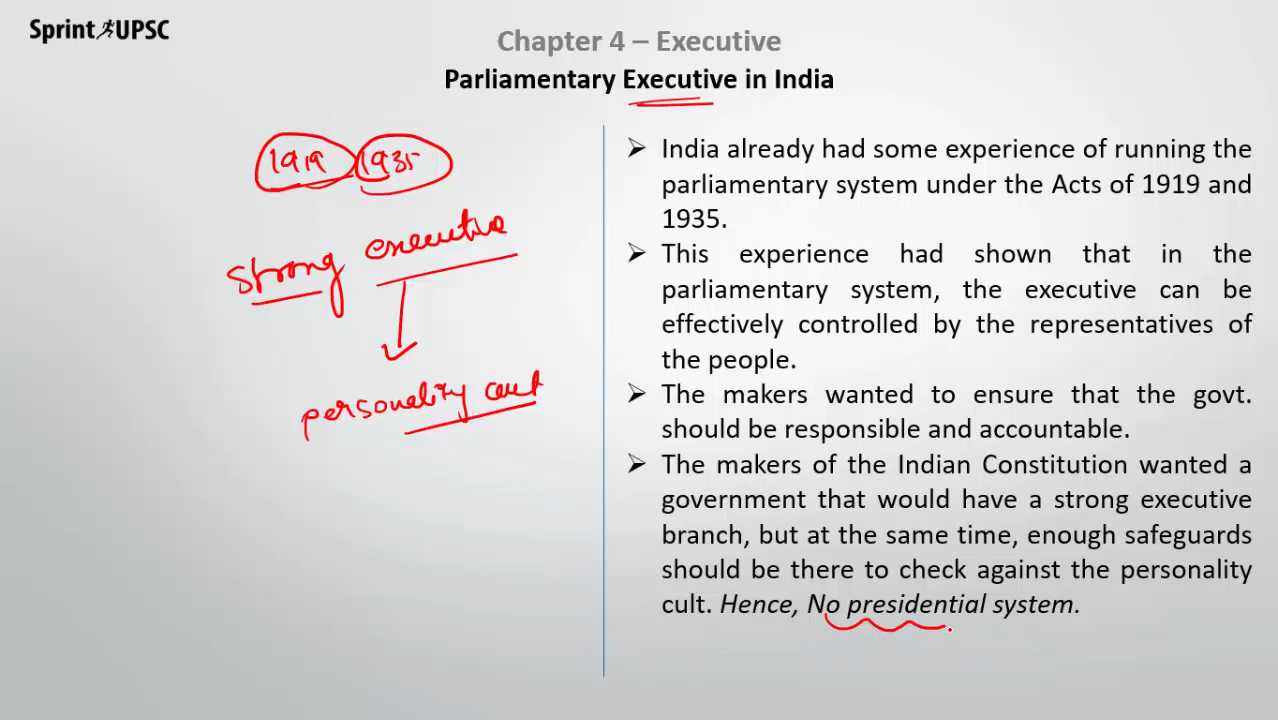 Sprint UPSC
Chapter 4 – Executive
Parliamentary Executive in India
1919 1935
strong executive
personality cult
➢ India already had some experience of running the
parliamentary system under the Acts of 1919 and
1935.
➢ This experience had shown that in the
parliamentary system, the executive can be
effectively controlled by the representatives of
the people.
➢ The makers wanted to ensure that the govt.
should be responsible and accountable.
➢ The makers of the Indian Constitution wanted a
government that would have a strong executive
branch, but at the same time, enough safeguards
should be there to check against the personality
cult. Hence, No presidential system.